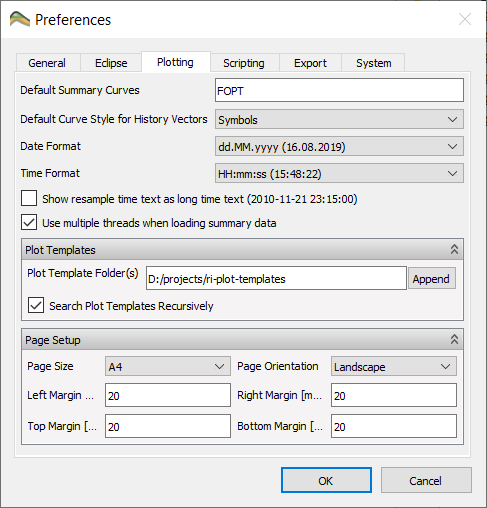 Preferences
General Eclipse Plotting Scripting Export System
Default Summary Curves FOPT
Default Curve Style for History Vectors Symbols
Date Format dd.MM.yyyy (16.08.2019)
Time Format HH:mm:ss (15:48:22)
Show resample time text as long time text (2010-11-21 23:15:00)
Use multiple threads when loading summary data
Plot Templates
Plot Template Folder(s) D:/projects/ri-plot-templates Append
Search Plot Templates Recursively
Page Setup
Page Size A4 Page Orientation Landscape
Left Margin ... 20 Right Margin [m... 20
Top Margin [... 20 Bottom Margin [... 20
OK Cancel